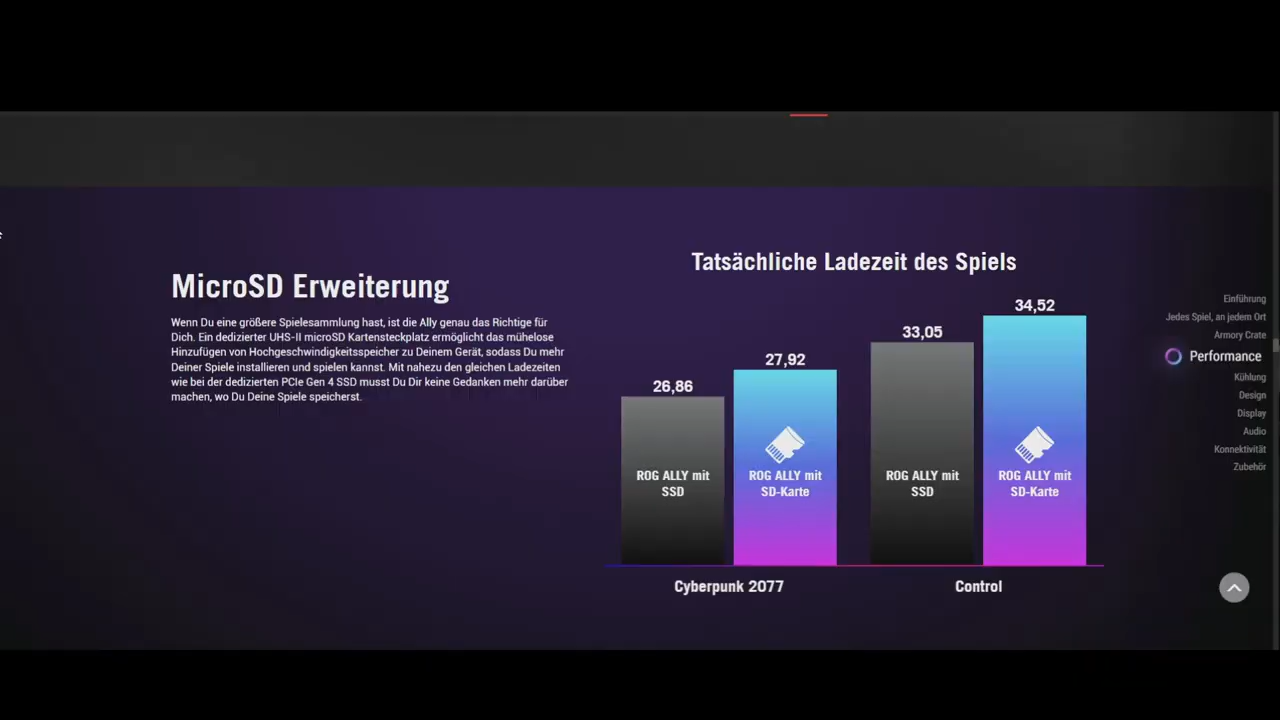 MicroSD Erweiterung
Wenn Du eine größere Spielesammlung hast, ist die Ally genau das Richtige für
Dich. Ein dedizierter UHS-II microSD Kartensteckplatz ermöglicht das mühelose
Hinzufügen von Hochgeschwindigkeitsspeicher zu Deinem Gerät, sodass Du mehr
Deiner Spiele installieren und spielen kannst. Mit nahezu den gleichen Ladezeiten
wie bei der dedizierten PCIe Gen 4 SSD musst Du Dir keine Gedanken mehr darüber
machen, wo Du Deine Spiele speicherst.
Tatsächliche Ladezeit des Spiels
26,86
27,92
33,05
34,52
ROG ALLY mit
SSD
ROG ALLY mit
SD-Karte
ROG ALLY mit
SSD
ROG ALLY mit
SD-Karte
Cyberpunk 2077
Control
Einführung
Jedes Spiel, an jedem Ort
Armory Crate
Performance
Kühlung
Design
Display
Audio
Konnektivität
Zubehör